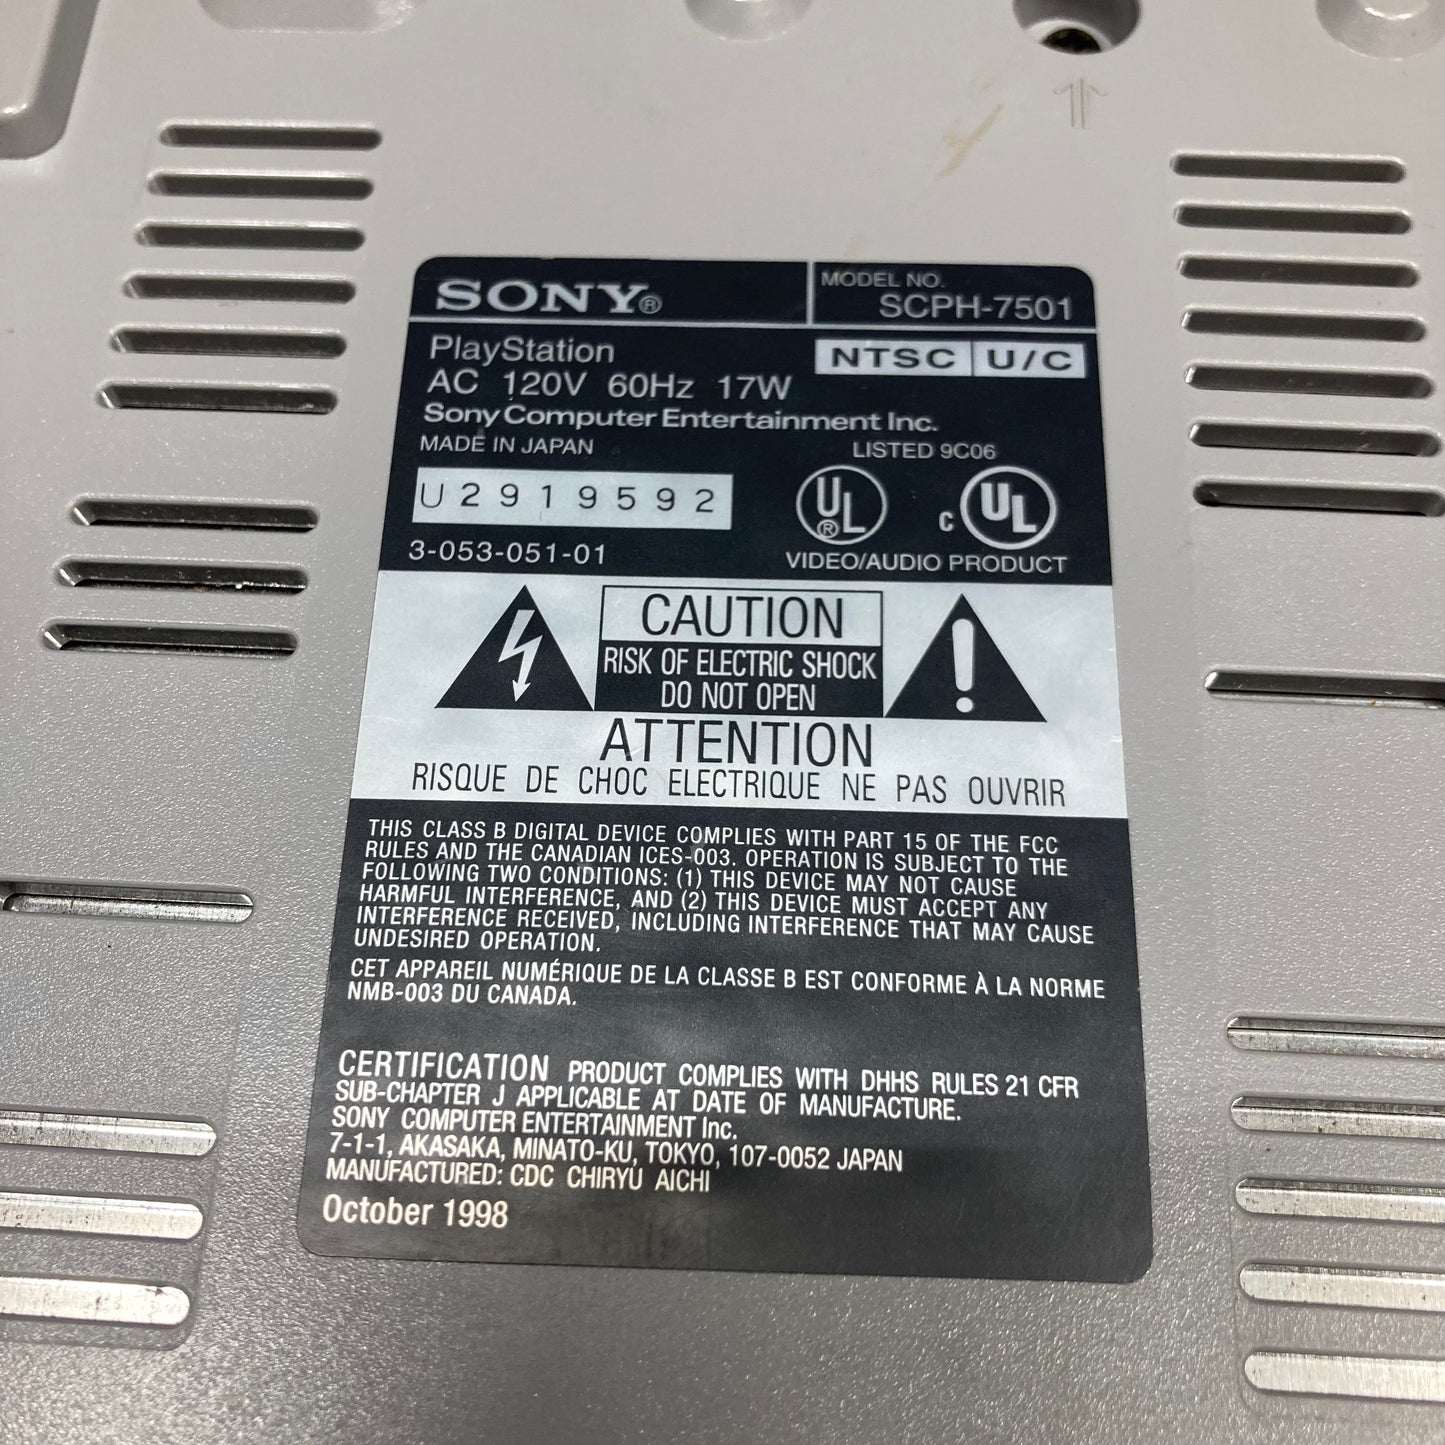 SONY®
MODEL NO.
SCPH-7501
PlayStation
NTSC U/C
AC 120V 60Hz 17W
Sony Computer Entertainment Inc.
MADE IN JAPAN
LISTED 9C06
U2919592
UL® c UL
3-053-051-01
VIDEO/AUDIO PRODUCT
CAUTION
RISK OF ELECTRIC SHOCK
DO NOT OPEN
ATTENTION
RISQUE DE CHOC ELECTRIQUE NE PAS OUVRIR
THIS CLASS B DIGITAL DEVICE COMPLIES WITH PART 15 OF THE FCC
RULES AND THE CANADIAN ICES-003. OPERATION IS SUBJECT TO THE
FOLLOWING TWO CONDITIONS: (1) THIS DEVICE MAY NOT CAUSE
HARMFUL INTERFERENCE, AND (2) THIS DEVICE MUST ACCEPT ANY
INTERFERENCE RECEIVED, INCLUDING INTERFERENCE THAT MAY CAUSE
UNDESIRED OPERATION.
CET APPAREIL NUMÉRIQUE DE LA CLASSE B EST CONFORME À LA NORME
NMB-003 DU CANADA.
CERTIFICATION PRODUCT COMPLIES WITH DHHS RULES 21 CFR
SUB-CHAPTER J APPLICABLE AT DATE OF MANUFACTURE.
SONY COMPUTER ENTERTAINMENT Inc.
7-1-1, AKASAKA, MINATO-KU, TOKYO, 107-0052 JAPAN
MANUFACTURED: CDC CHIRYU AICHI
October 1998